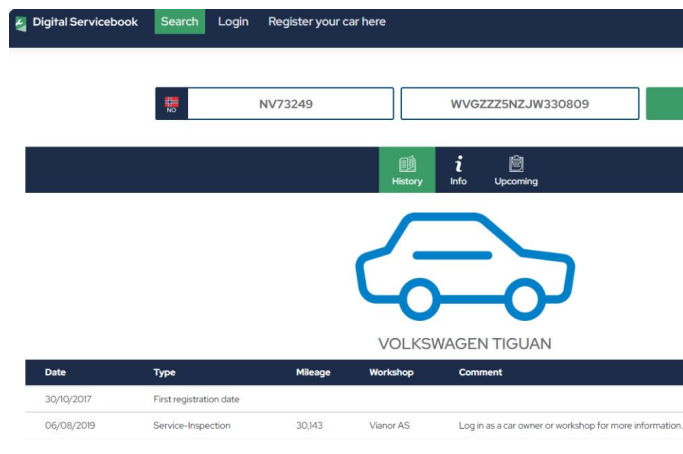 Digital Servicebook Search Login Register your car here
NO NV73249 WVGZZZ5NZJW330809
History Info Upcoming
VOLKSWAGEN TIGUAN
Date Type Mileage Workshop Comment
30/10/2017 First registration date
06/08/2019 Service-Inspection 30,143 Vianor AS Log in as a car owner or workshop for more information.